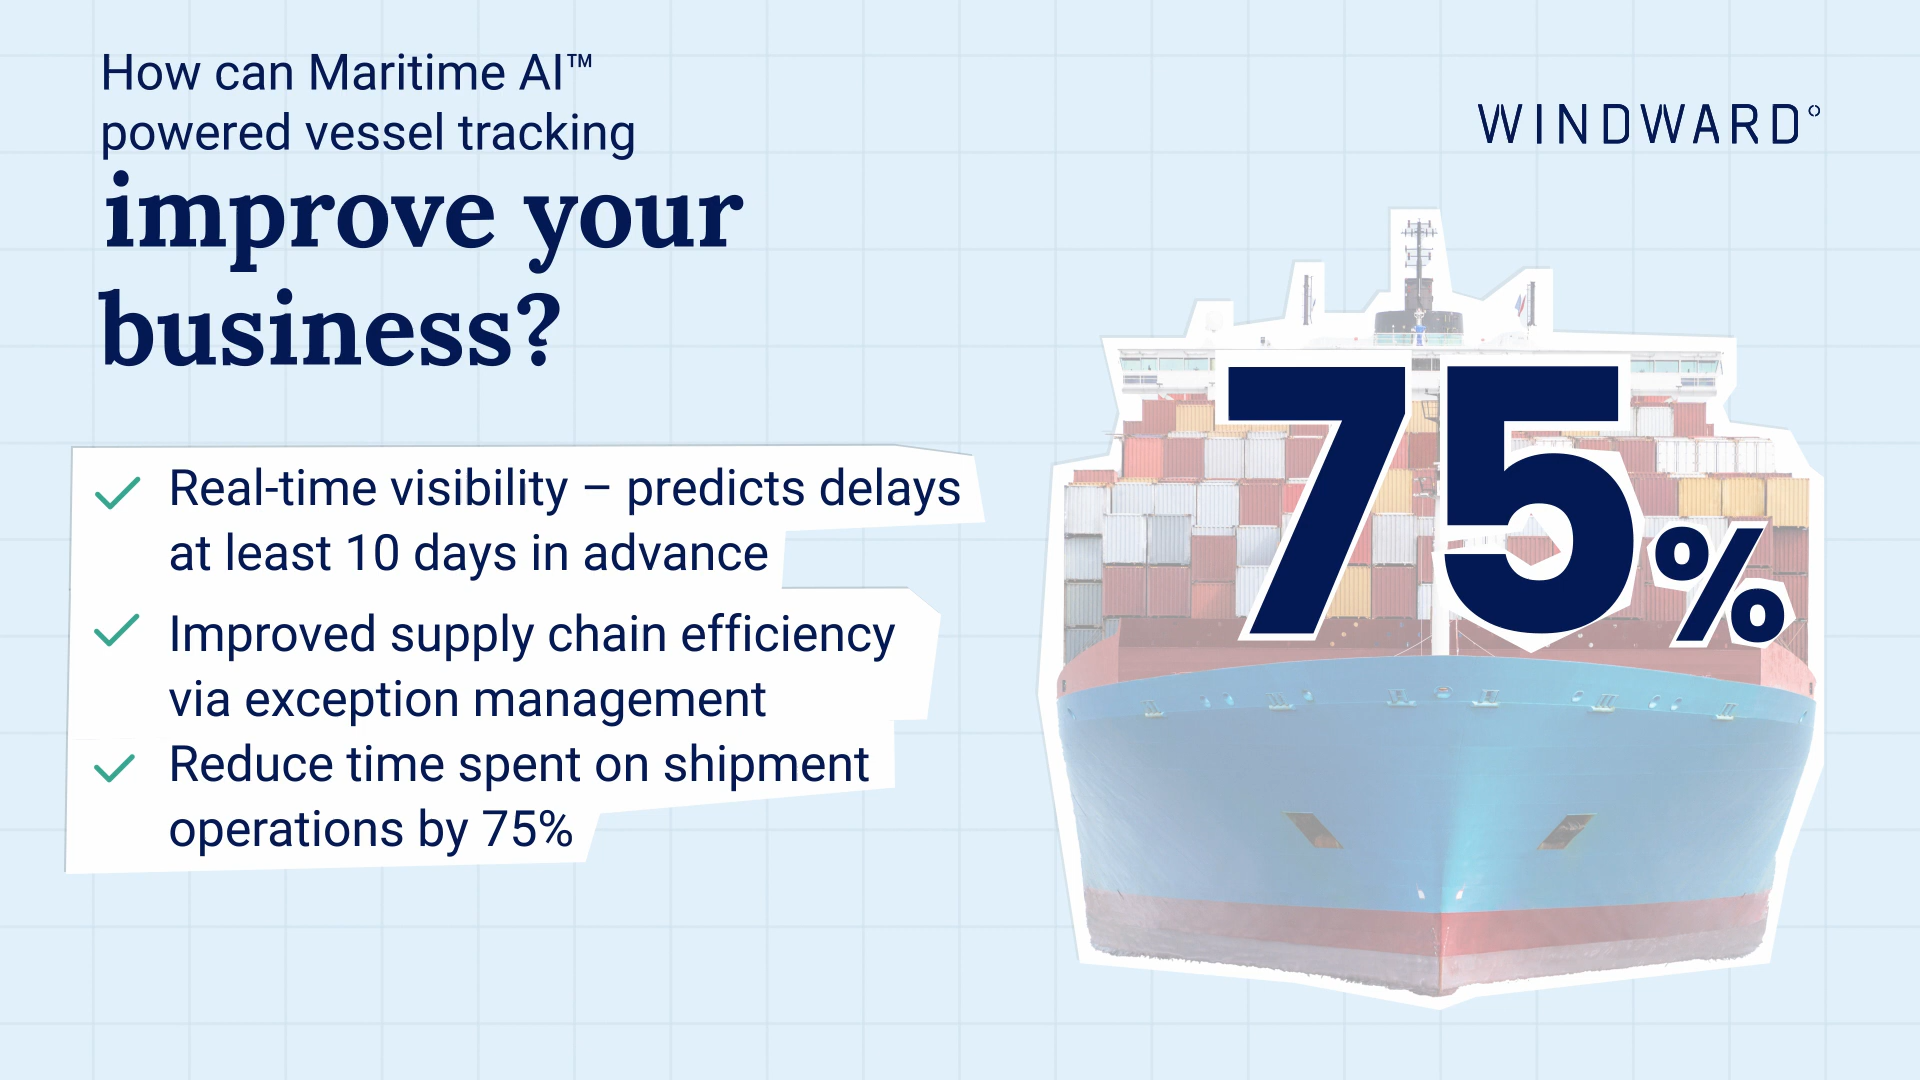 How can Maritime AI™
powered vessel tracking
improve your
business?
WINDWARD°
Real-time visibility – predicts delays
at least 10 days in advance
Improved supply chain efficiency
via exception management
Reduce time spent on shipment
operations by 75%
75%